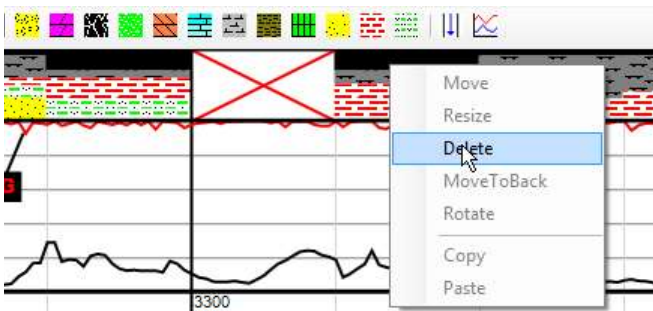 Move
Resize
Delete
MoveToBack
Rotate
Copy
Paste
G
3300